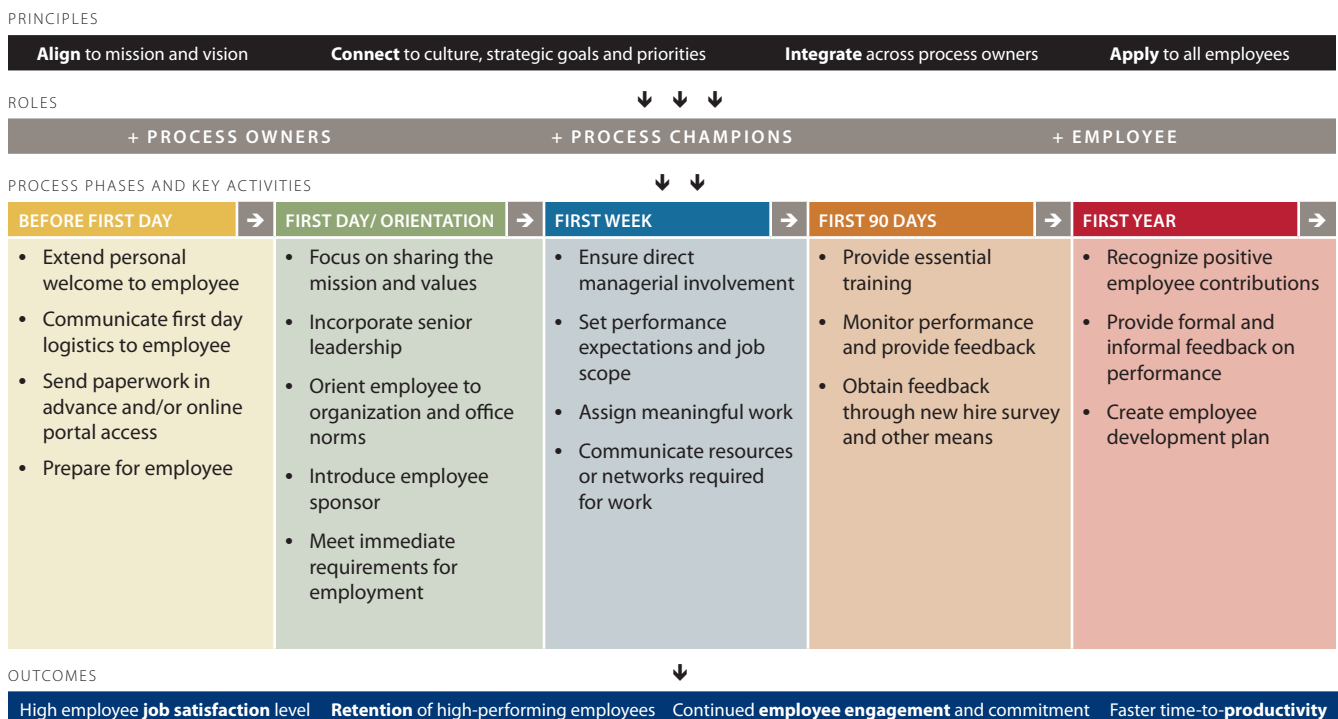 PRINCIPLES
Align to mission and vision Connect to culture, strategic goals and priorities Integrate across process owners Apply to all employees
ROLES
+ PROCESS OWNERS + PROCESS CHAMPIONS + EMPLOYEE
PROCESS PHASES AND KEY ACTIVITIES
BEFORE FIRST DAY
• Extend personal
welcome to employee
• Communicate first day
logistics to employee
• Send paperwork in
advance and/or online
portal access
• Prepare for employee
FIRST DAY/ ORIENTATION
• Focus on sharing the
mission and values
• Incorporate senior
leadership
• Orient employee to
organization and office
norms
• Introduce employee
sponsor
• Meet immediate
requirements for
employment
FIRST WEEK
• Ensure direct
managerial involvement
• Set performance
expectations and job
scope
• Assign meaningful work
• Communicate resources
or networks required
for work
FIRST 90 DAYS
• Provide essential
training
• Monitor performance
and provide feedback
• Obtain feedback
through new hire survey
and other means
FIRST YEAR
• Recognize positive
employee contributions
• Provide formal and
informal feedback on
performance
• Create employee
development plan
OUTCOMES
High employee job satisfaction level Retention of high-performing employees Continued employee engagement and commitment Faster time-to-productivity